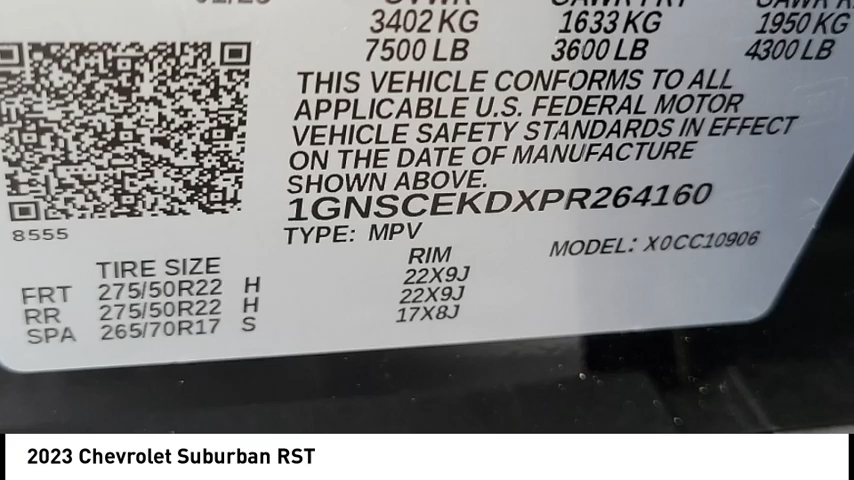 3402 KG 1633 KG 1950 KG
7500 LB 3600 LB 4300 LB
THIS VEHICLE CONFORMS TO ALL
APPLICABLE U.S. FEDERAL MOTOR
VEHICLE SAFETY STANDARDS IN EFFECT
ON THE DATE OF MANUFACTURE
SHOWN ABOVE.
1GNSCEKDXPR264160
8555
TYPE: MPV MODEL: X0CC10906
TIRE SIZE RIM
FRT 275/50R22 H 22X9J
RR 275/50R22 H 22X9J
SPA 265/70R17 S 17X8J
2023 Chevrolet Suburban RST